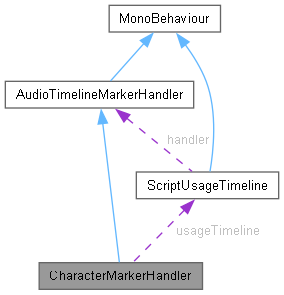 MonoBehaviour
AudioTimelineMarkerHandler
handler
ScriptUsageTimeline
usageTimeline
CharacterMarkerHandler